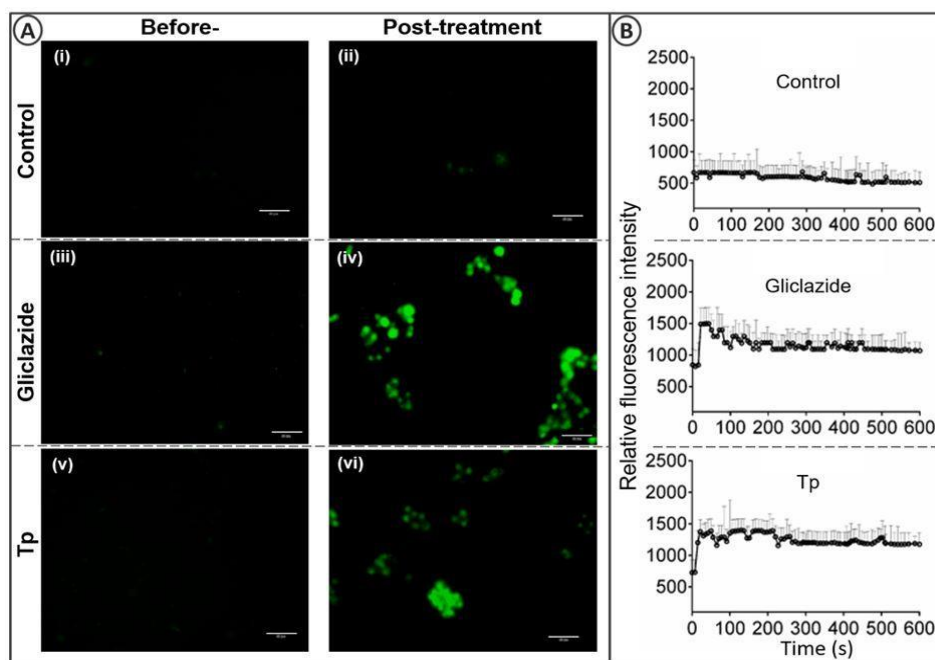 A
Before-
Post-treatment
B
Control
(i)
(ii)
Gliclazide
(iii)
(iv)
Tp
(v)
(vi)
Relative fluorescence intensity
2500
2000
1500
1000
500
Control
0 100 200 300 400 500 600
2500
2000
1500
1000
500
Gliclazide
0 100 200 300 400 500 600
2500
2000
1500
1000
500
Tp
0 100 200 300 400 500 600
Time (s)